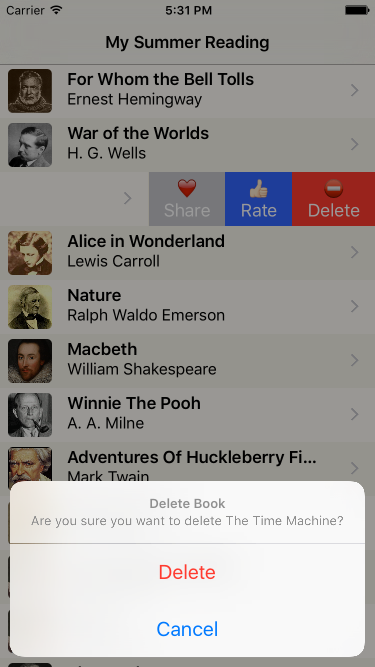 Carrier 5:31 PM
My Summer Reading
For Whom the Bell Tolls
Ernest Hemingway
War of the Worlds
H. G. Wells
Share Rate Delete
Alice in Wonderland
Lewis Carroll
Nature
Ralph Waldo Emerson
Macbeth
William Shakespeare
Winnie The Pooh
A. A. Milne
Adventures Of Huckleberry Fi...
Mark Twain
Delete Book
Are you sure you want to delete The Time Machine?
Delete
Cancel